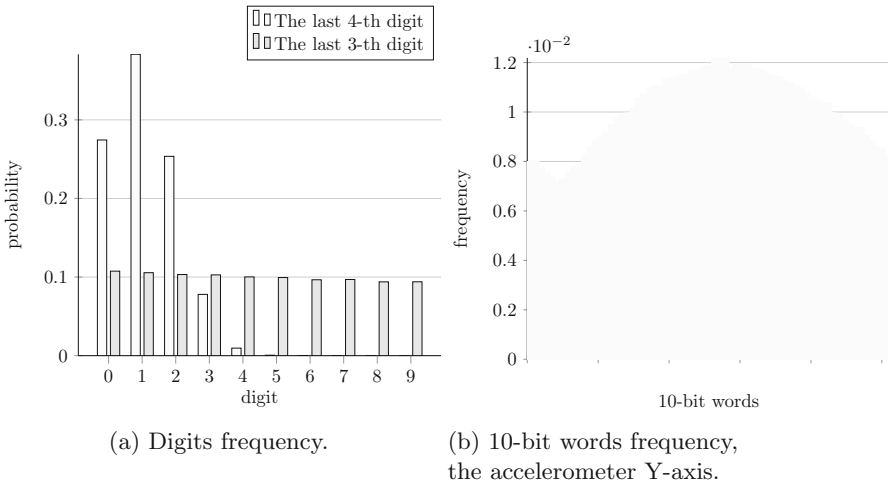 The last 4-th digit
The last 3-th digit
0.3
0.2
0.1
0
probability
0 1 2 3 4 5 6 7 8 9
digit
(a) Digits frequency.
·10⁻²
1.2
1
0.8
0.6
0.4
0.2
0
frequency
10-bit words
(b) 10-bit words frequency,
the accelerometer Y-axis.